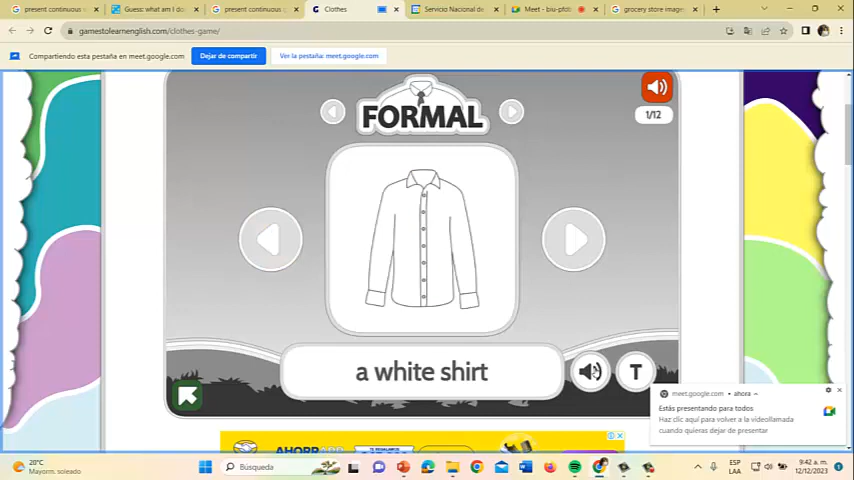 present continuous
Guess: what am I do
present continuous
Clothes
Servicio Nacional de
Meet - biu-pfdt
grocery store image
gamestolearnenglish.com/clothes-game/
Compartiendo esta pestaña en meet.google.com
Dejar de compartir
Ver la pestaña: meet.google.com
FORMAL
1/12
a white shirt
T
meet.google.com • ahora
Estás presentando para todos
Haz clic aquí para volver a la videollamada
cuando quieras dejar de presentar
20°C
Mayorm. soleado
Búsqueda
ESP
LAA
9:42 a. m.
12/12/2023